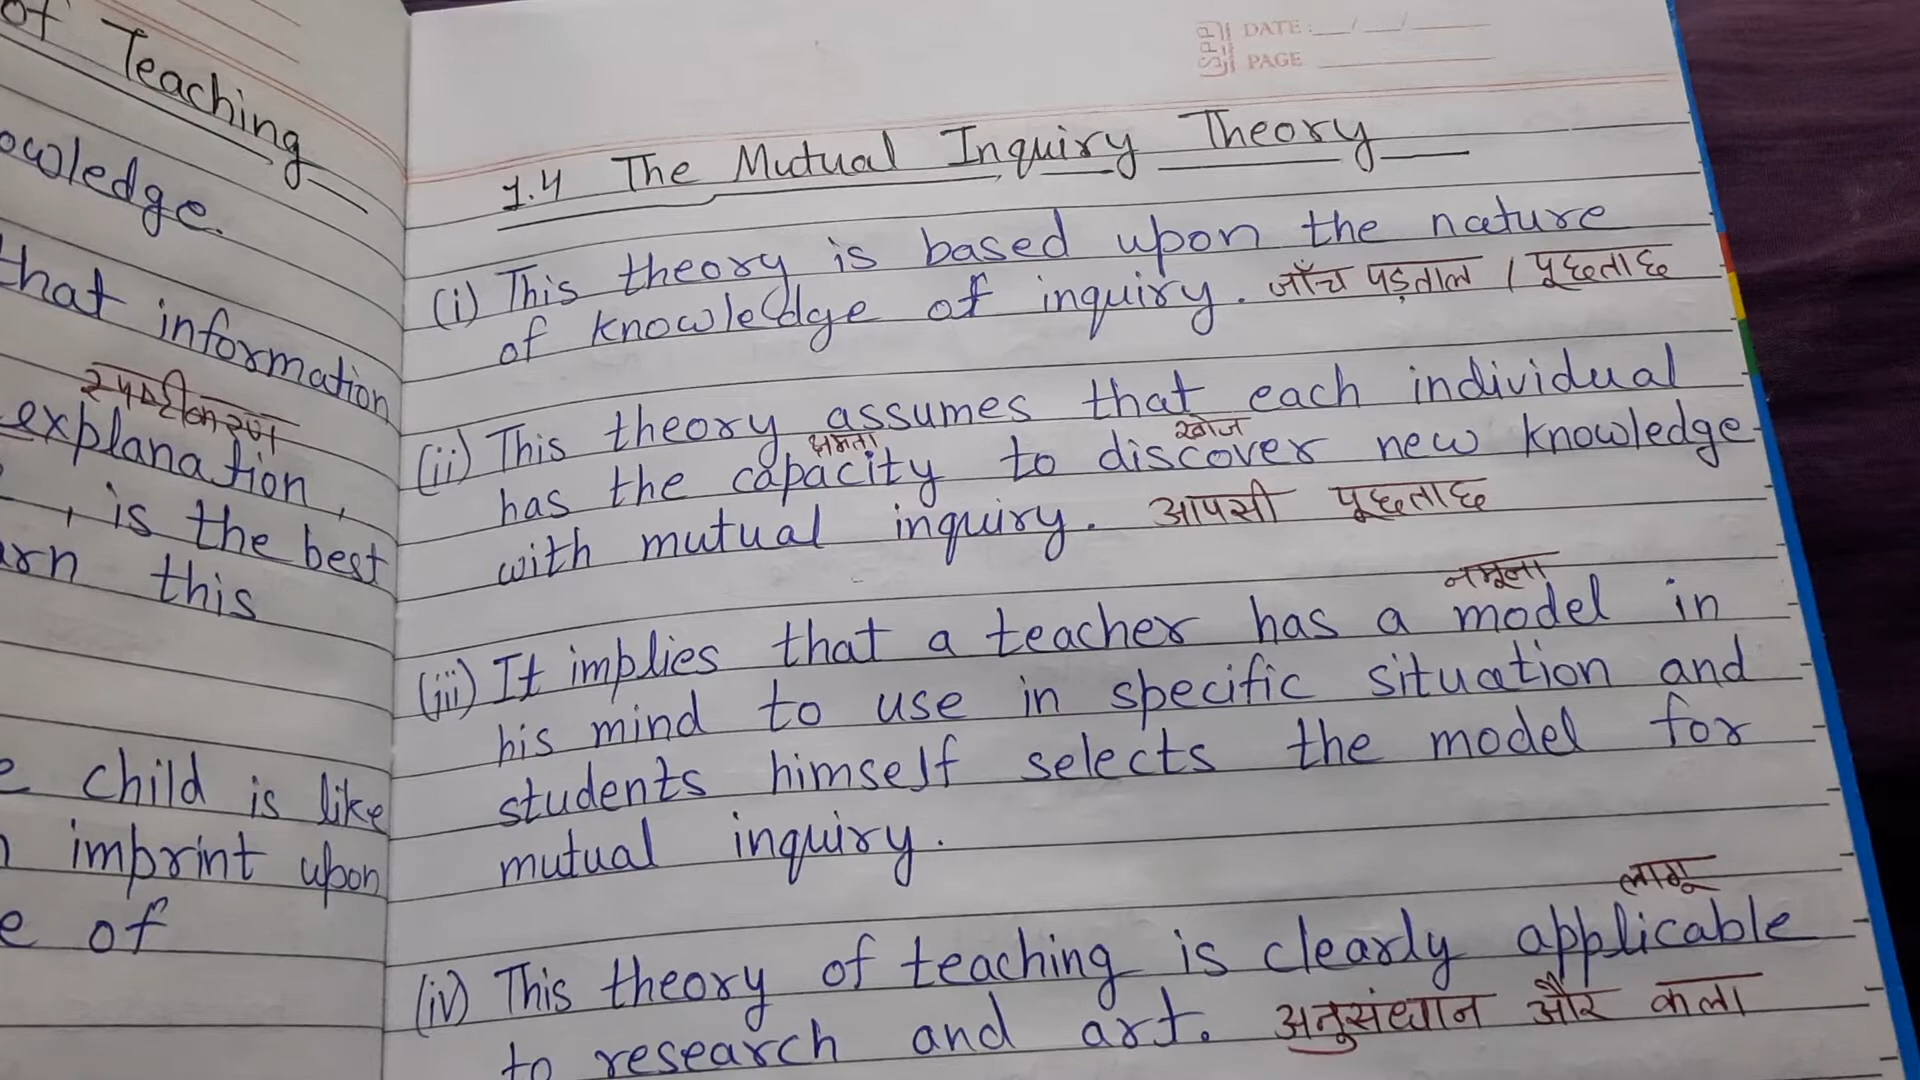 of Teaching
owledge.
that information
स्पष्टीकरण
explanation,
, is the best
arn this
e child is like
imprint upon
e of
DATE : __/__/____
PAGE
1.4 The Mutual Inquiry Theory
(i) This theory is based upon the nature
of knowledge of inquiry. जाँच पड़ताल / पूछताछ
(ii) This theory assumes that each individual
क्षमता खोज
has the capacity to discover new knowledge
with mutual inquiry. आपसी पूछताछ
नमूना
(iii) It implies that a teacher has a model in
his mind to use in specific situation and
students himself selects the model for
mutual inquiry.
लागू
(iv) This theory of teaching is clearly applicable
to research and art. अनुसंधान और कला